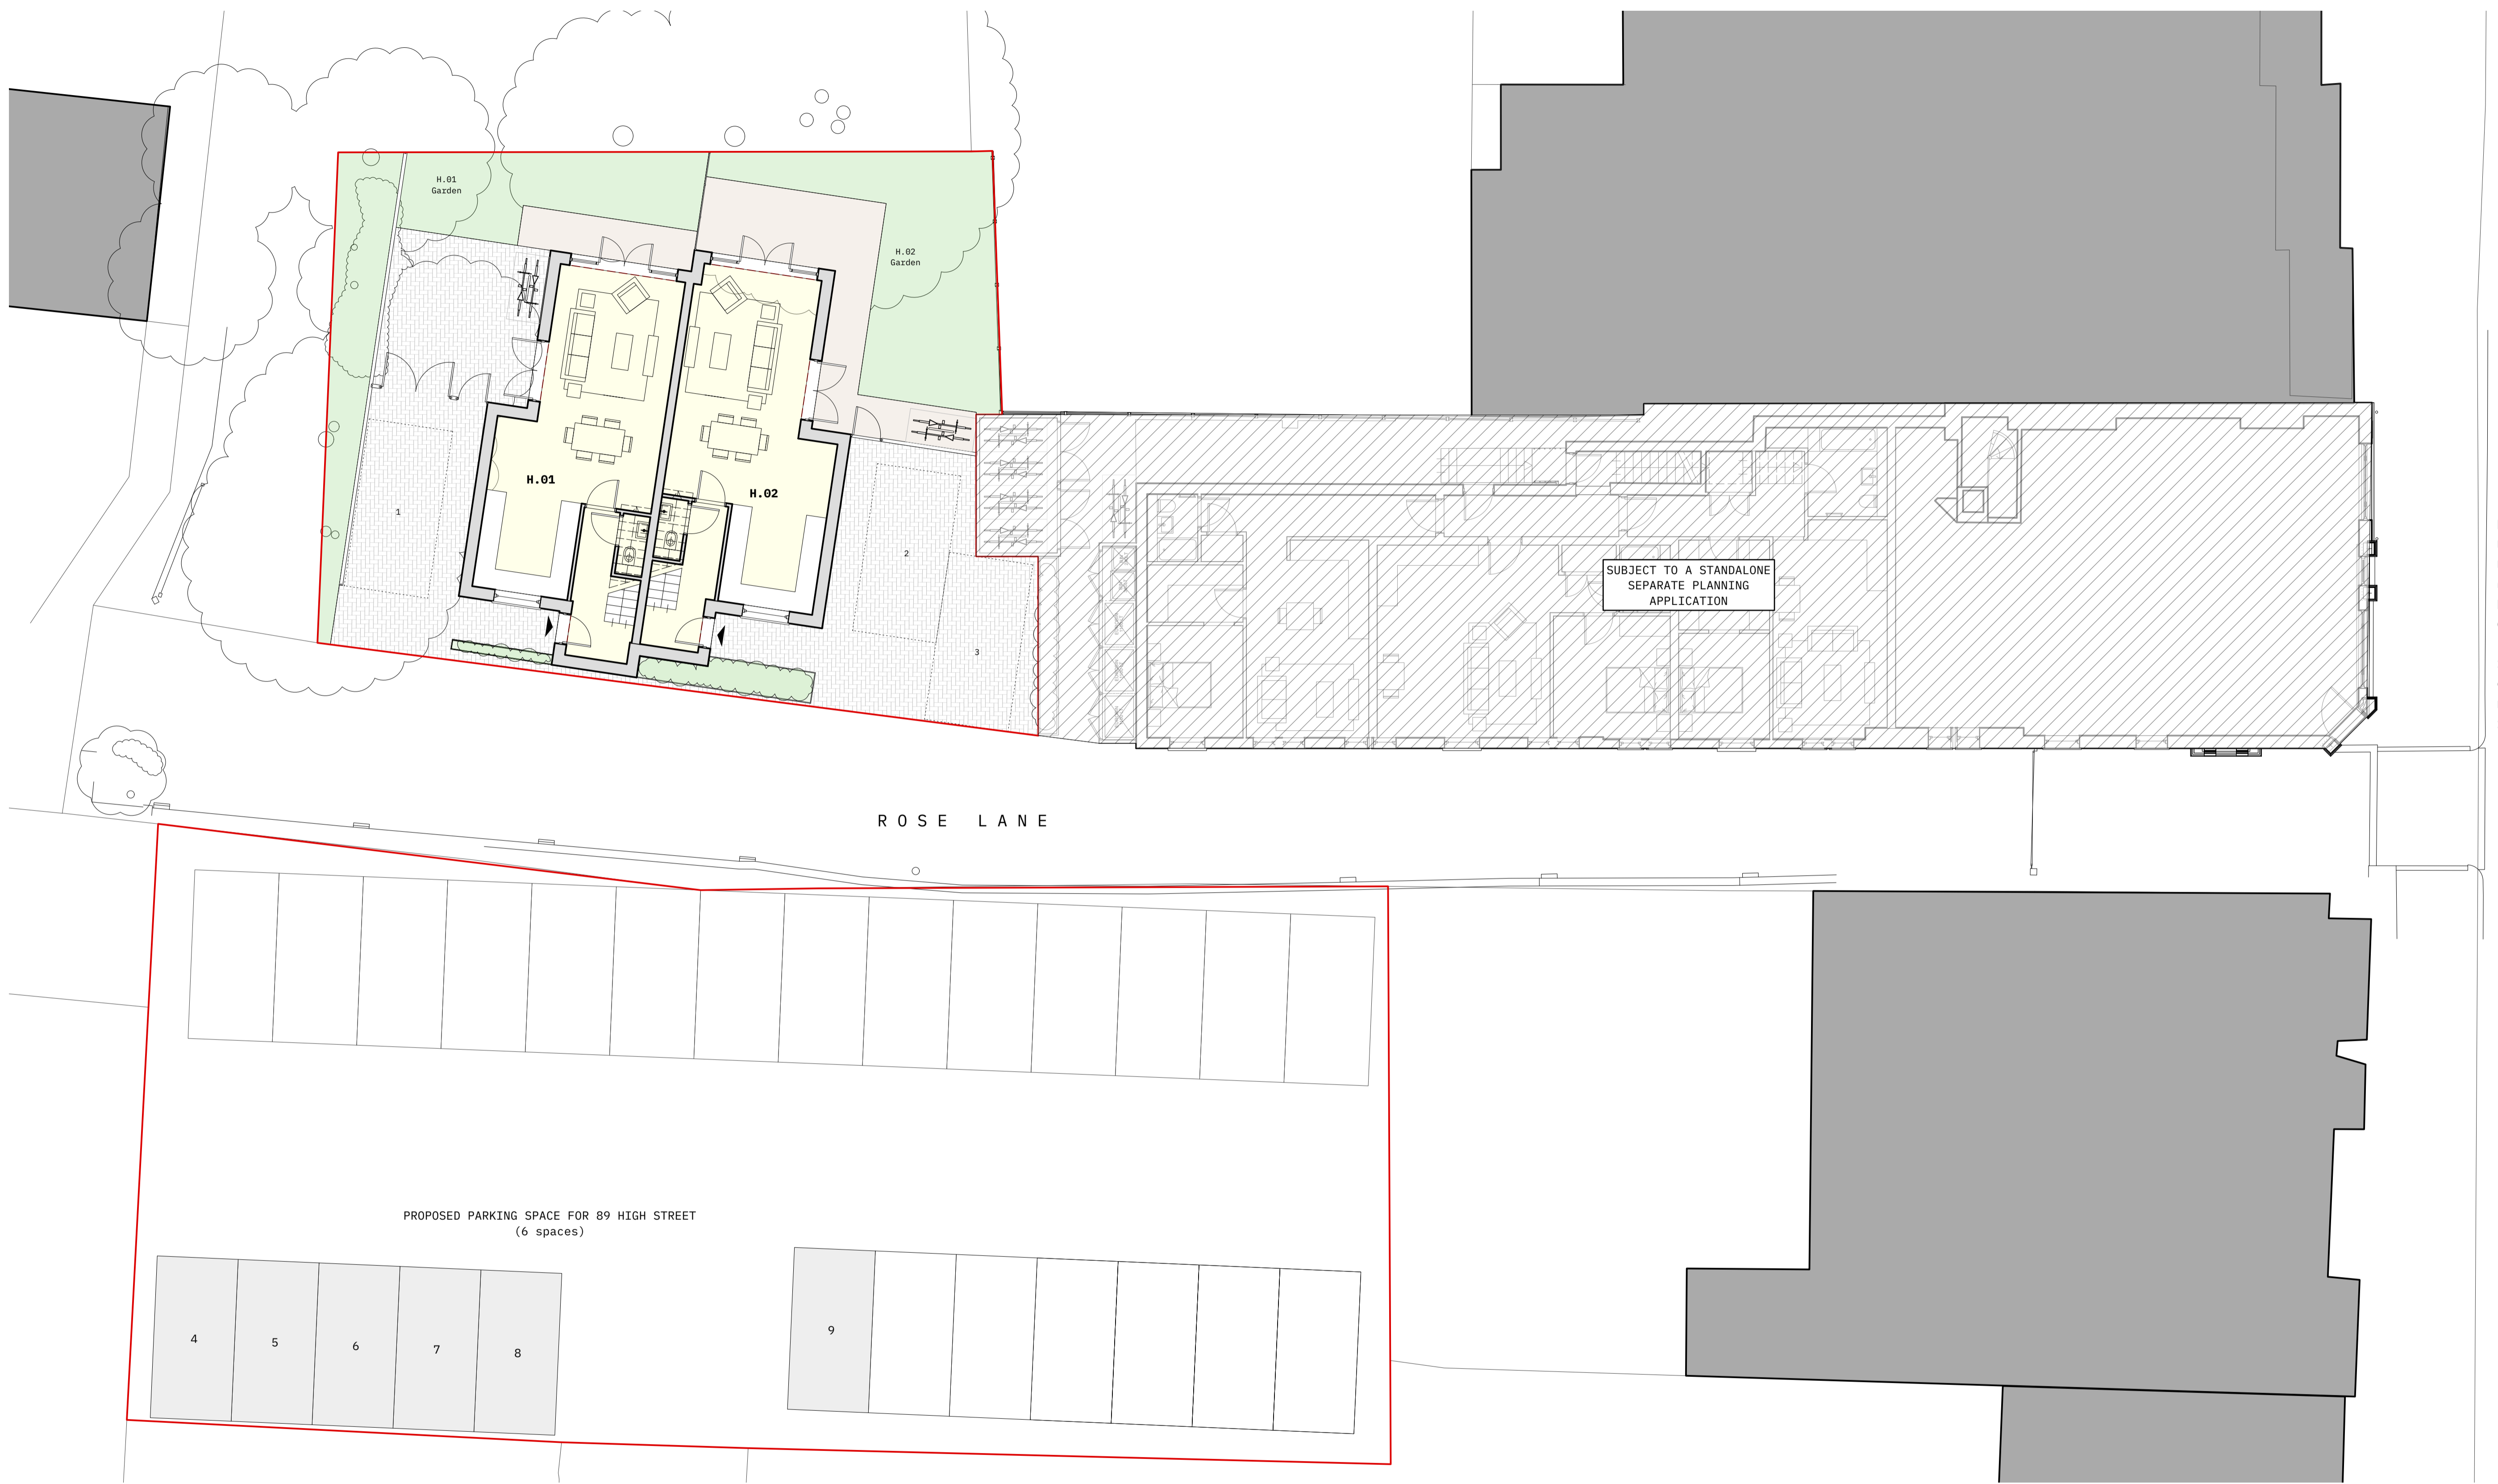 H.01
Garden
H.02
Garden
H.01
H.02
1
2
3
SUBJECT TO A STANDALONE
SEPARATE PLANNING
APPLICATION
ROSE LANE
PROPOSED PARKING SPACE FOR 89 HIGH STREET
(6 spaces)
4
5
6
7
8
9